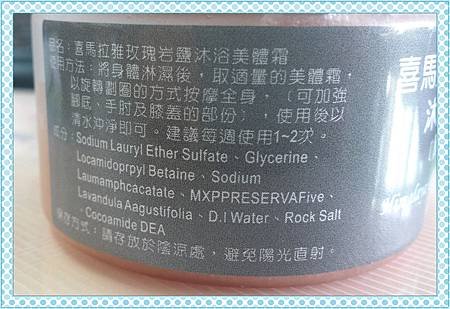 品名：喜馬拉雅玫瑰岩鹽沐浴美體霜
使用方法：將身體淋濕後，取適量的美體霜，
以旋轉劃圈的方式按摩全身，（可加強
腳底、手肘及膝蓋的部份），使用後以
清水沖淨即可。建議每週使用1~2次。
成分：Sodium Lauryl Ether Sulfate、Glycerine、
Locamidoprpyl Betaine、Sodium
Laumamphcacatate、MXPPRESERVAFive、
Lavandula Aagustifolia、D.I Water、Rock Salt
、Cocoamide DEA
保存方式：請存放於陰涼處，避免陽光直射。
喜馬
沐